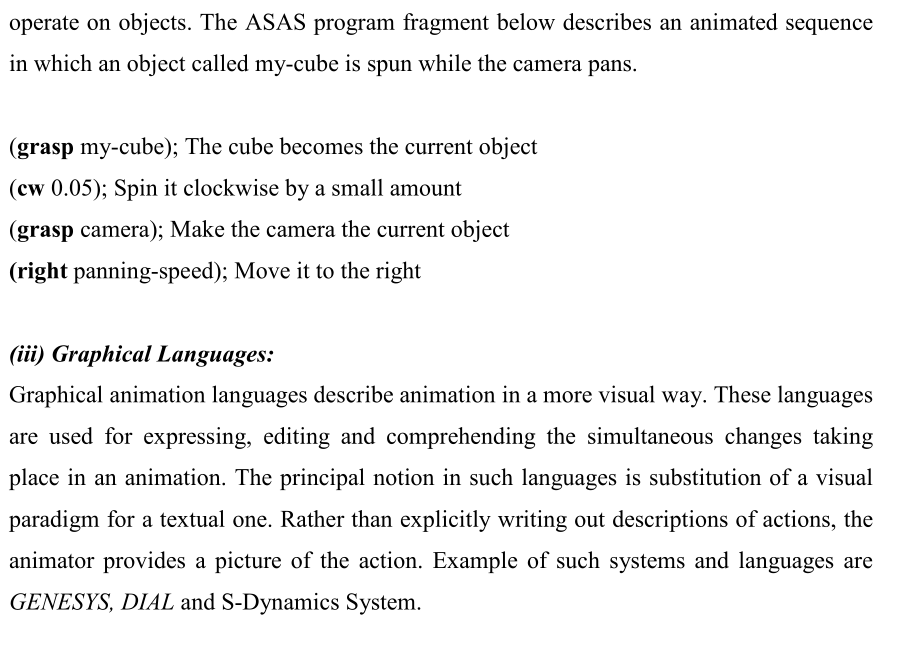 operate on objects. The ASAS program fragment below describes an animated sequence
in which an object called my-cube is spun while the camera pans.
(grasp my-cube); The cube becomes the current object
(cw 0.05); Spin it clockwise by a small amount
(grasp camera); Make the camera the current object
(right panning-speed); Move it to the right
(iii) Graphical Languages:
Graphical animation languages describe animation in a more visual way. These languages
are used for expressing, editing and comprehending the simultaneous changes taking
place in an animation. The principal notion in such languages is substitution of a visual
paradigm for a textual one. Rather than explicitly writing out descriptions of actions, the
animator provides a picture of the action. Example of such systems and languages are
GENESYS, DIAL and S-Dynamics System.